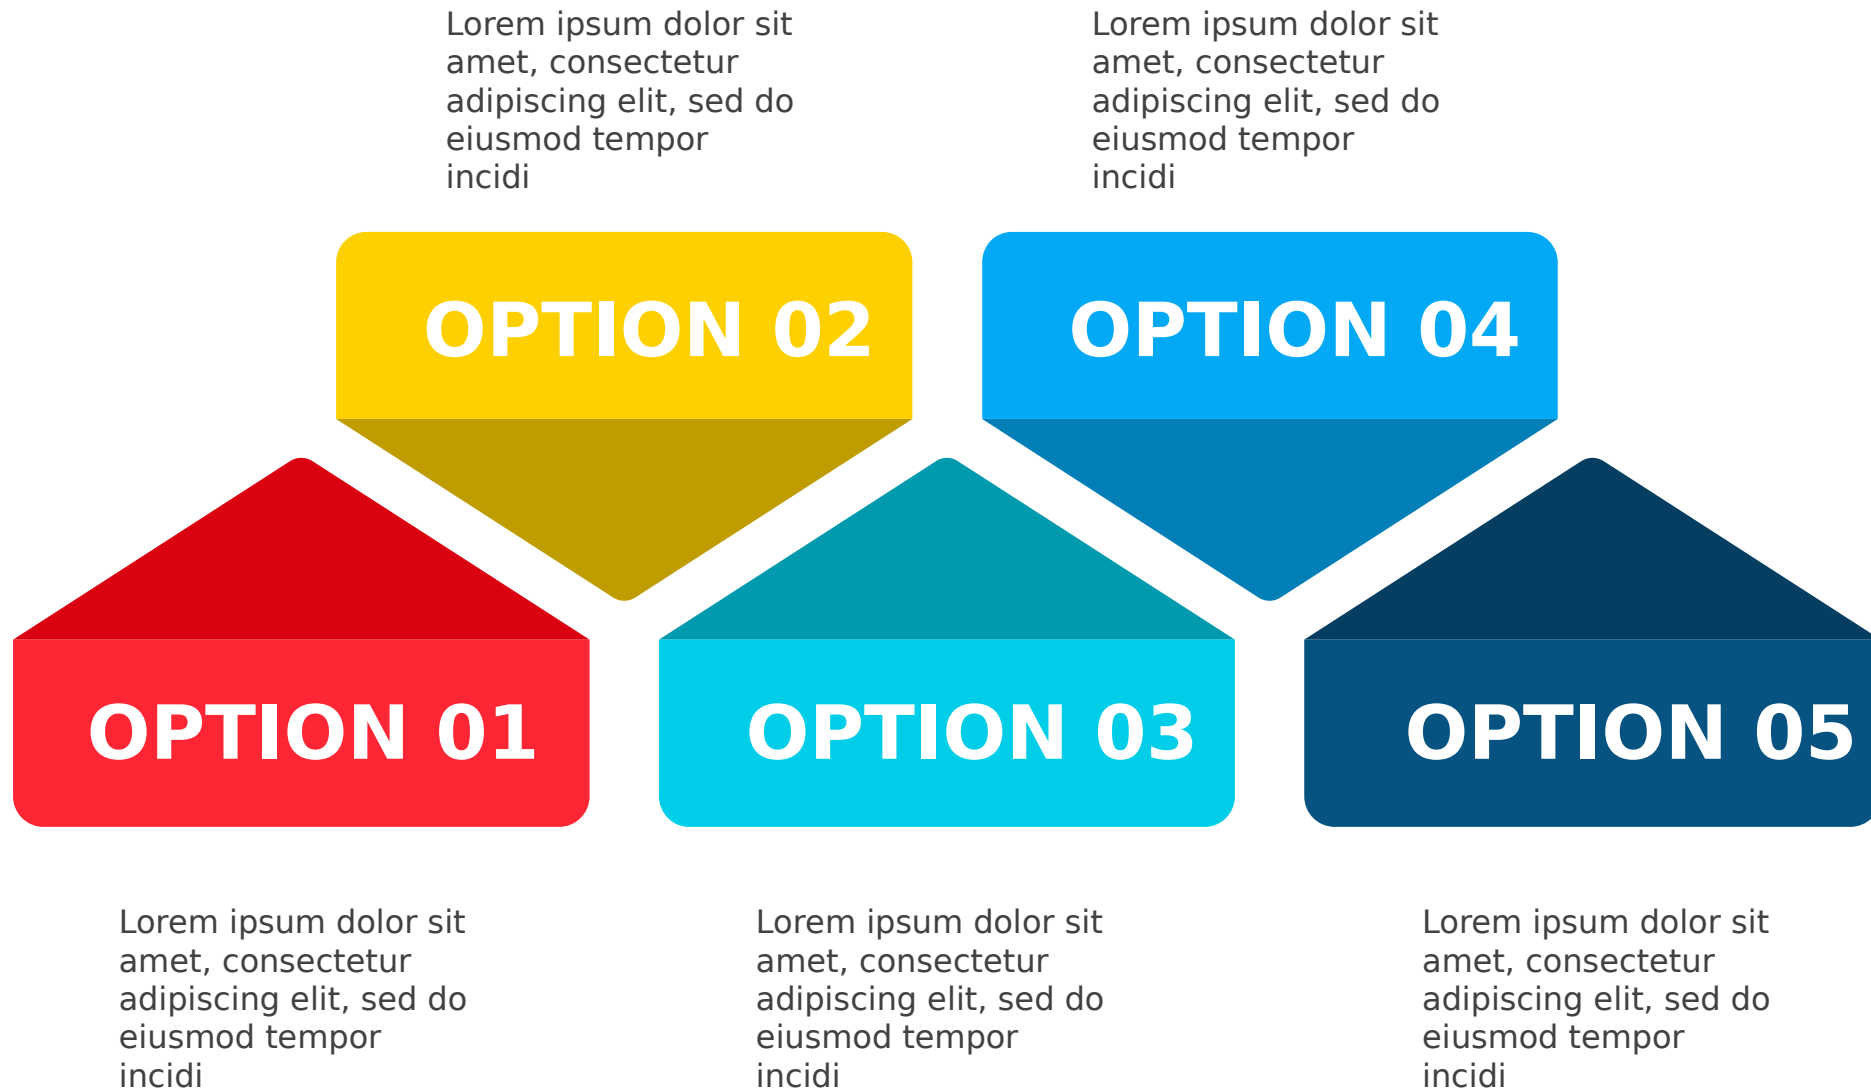 Lorem ipsum dolor sit
amet, consectetur
adipiscing elit, sed do
eiusmod tempor
incidi
Lorem ipsum dolor sit
amet, consectetur
adipiscing elit, sed do
eiusmod tempor
incidi
OPTION 02
OPTION 04
OPTION 01
OPTION 03
OPTION 05
Lorem ipsum dolor sit
amet, consectetur
adipiscing elit, sed do
eiusmod tempor
incidi
Lorem ipsum dolor sit
amet, consectetur
adipiscing elit, sed do
eiusmod tempor
incidi
Lorem ipsum dolor sit
amet, consectetur
adipiscing elit, sed do
eiusmod tempor
incidi